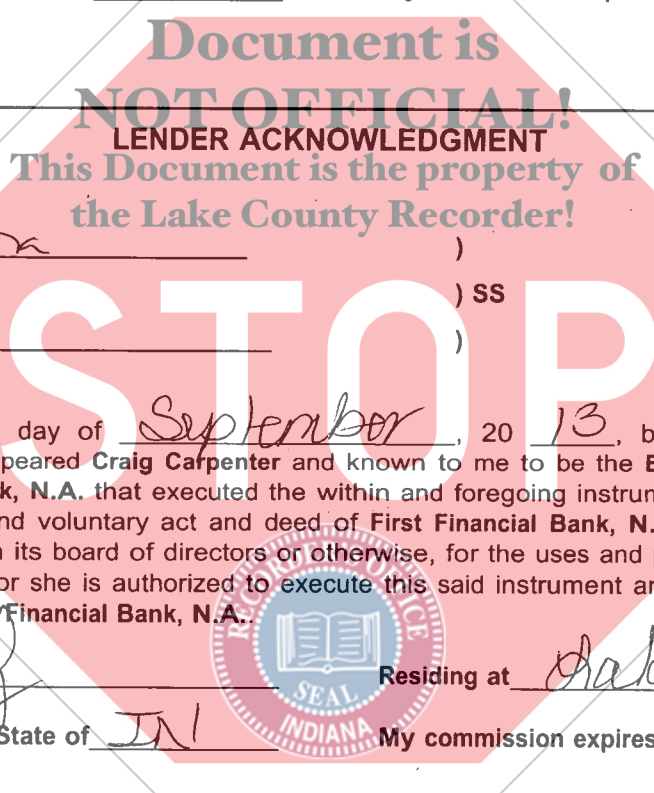 Document is
NOT OFFICIAL!
LENDER ACKNOWLEDGMENT
This Document is the property of
the Lake County Recorder!
)
) SS
)
STOP
day of September, 20 13, b
peared Craig Carpenter and known to me to be the
k, N.A. that executed the within and foregoing instrum
nd voluntary act and deed of First Financial Bank, N.
its board of directors or otherwise, for the uses and
or she is authorized to execute this said instrument a
Financial Bank, N.A..
RECORDER'S OFFICE
SEAL
INDIANA
Residing at
State of IN My commission expires